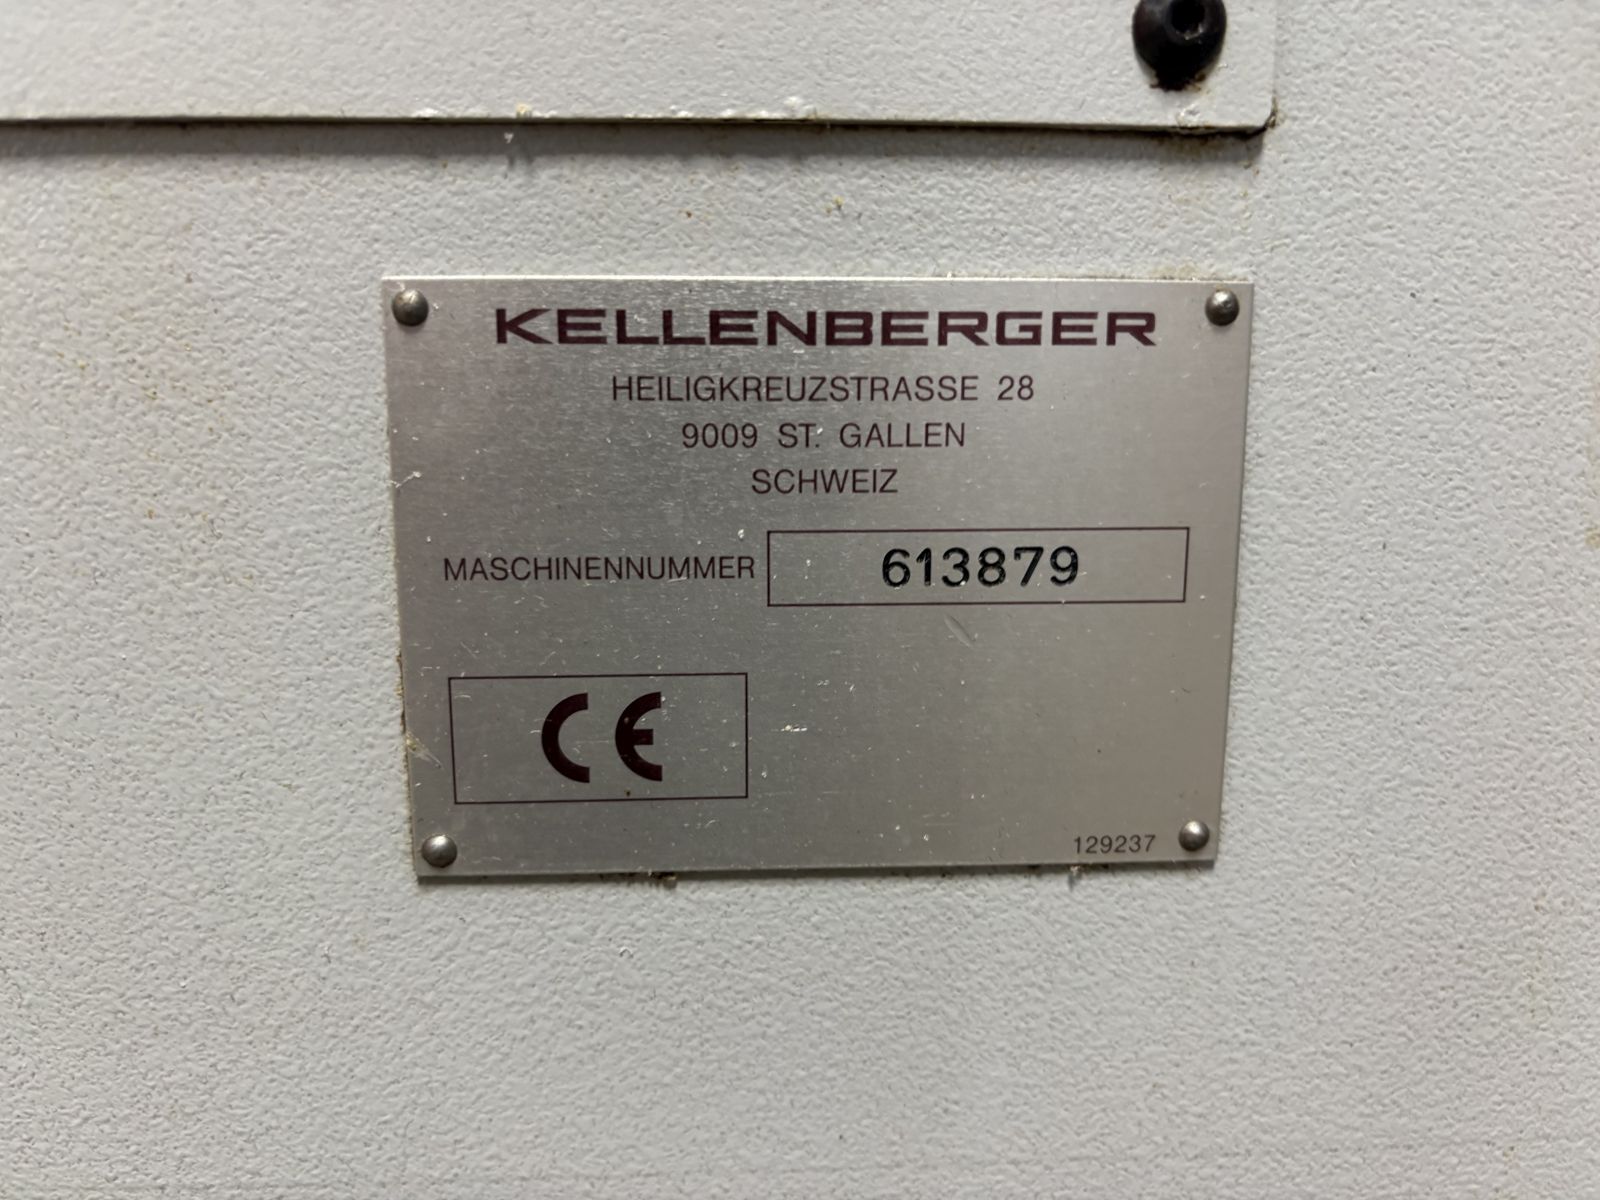 KELLENBERGER
HEILIGKREUZSTRASSE 28
9009 ST. GALLEN
SCHWEIZ
MASCHINENNUMMER 613879
CE
129237